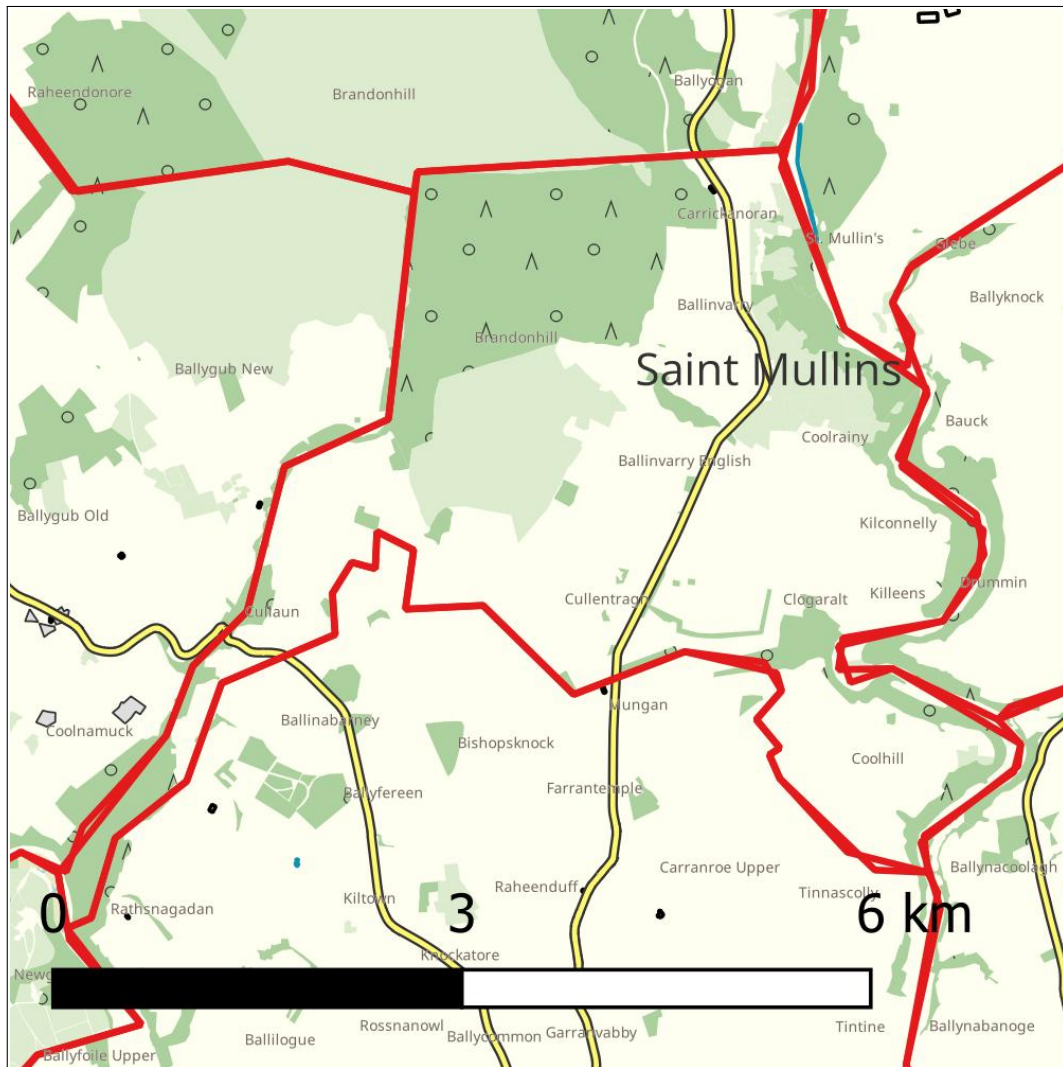 Ballyogan
Raheendonore
Brandonhill
Carrickanoran
St. Mullin's
Slebe
Ballyknock
Ballinvarry
Brandonhill
Ballygub New
Saint Mullins
Bauck
Coolrainy
Ballinvarry English
Ballygub Old
Kilconnelly
Drummin
Cullentragh
Clogaralt
Killeens
Cullaun
Mungan
Ballinabarney
Coolnamuck
Bishopsknock
Coolhill
Farrantemple
Ballyfereen
Carranroe Upper
Ballynacoolagh
Raheenduff
Tinnascolly
Kiltown
Rathsnagadan
0 3 6 km
Knockatore
Rossnanowl
Ballycommon
Garranvabby
Tintine
Ballynabanoge
Ballilogue
Ballyfoile Upper